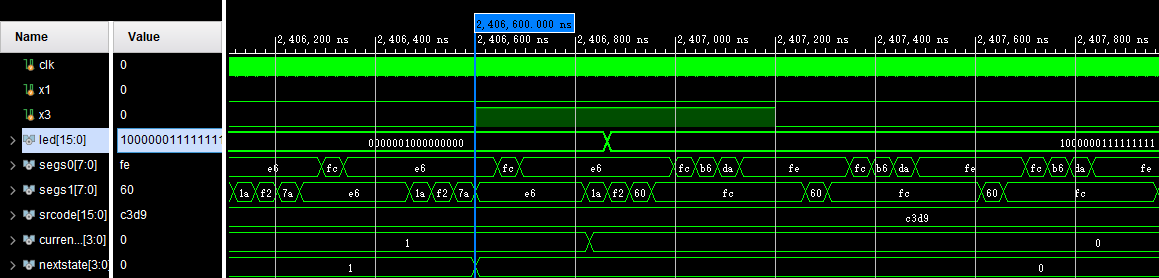 2,406,600.000 ns
Name Value 2,406,200 ns 2,406,400 ns 2,406,600 ns 2,406,800 ns 2,407,000 ns 2,407,200 ns 2,407,400 ns 2,407,600 ns 2,407,800 ns
clk 0
x1 0
x3 0
led[15:0] 1000000111111111 0000001000000000 1000000111111111
segs0[7:0] fe e6 fc e6 fc e6 fc b6 da fe fc b6 da fe fc b6 da fe
segs1[7:0] 60 1a f2 7a e6 1a f2 7a e6 1a f2 60 fc 60 fc 60 fc
srcode[15:0] c3d9 c3d9
curren...[3:0] 0 1 0
nextstate[3:0] 0 1 0